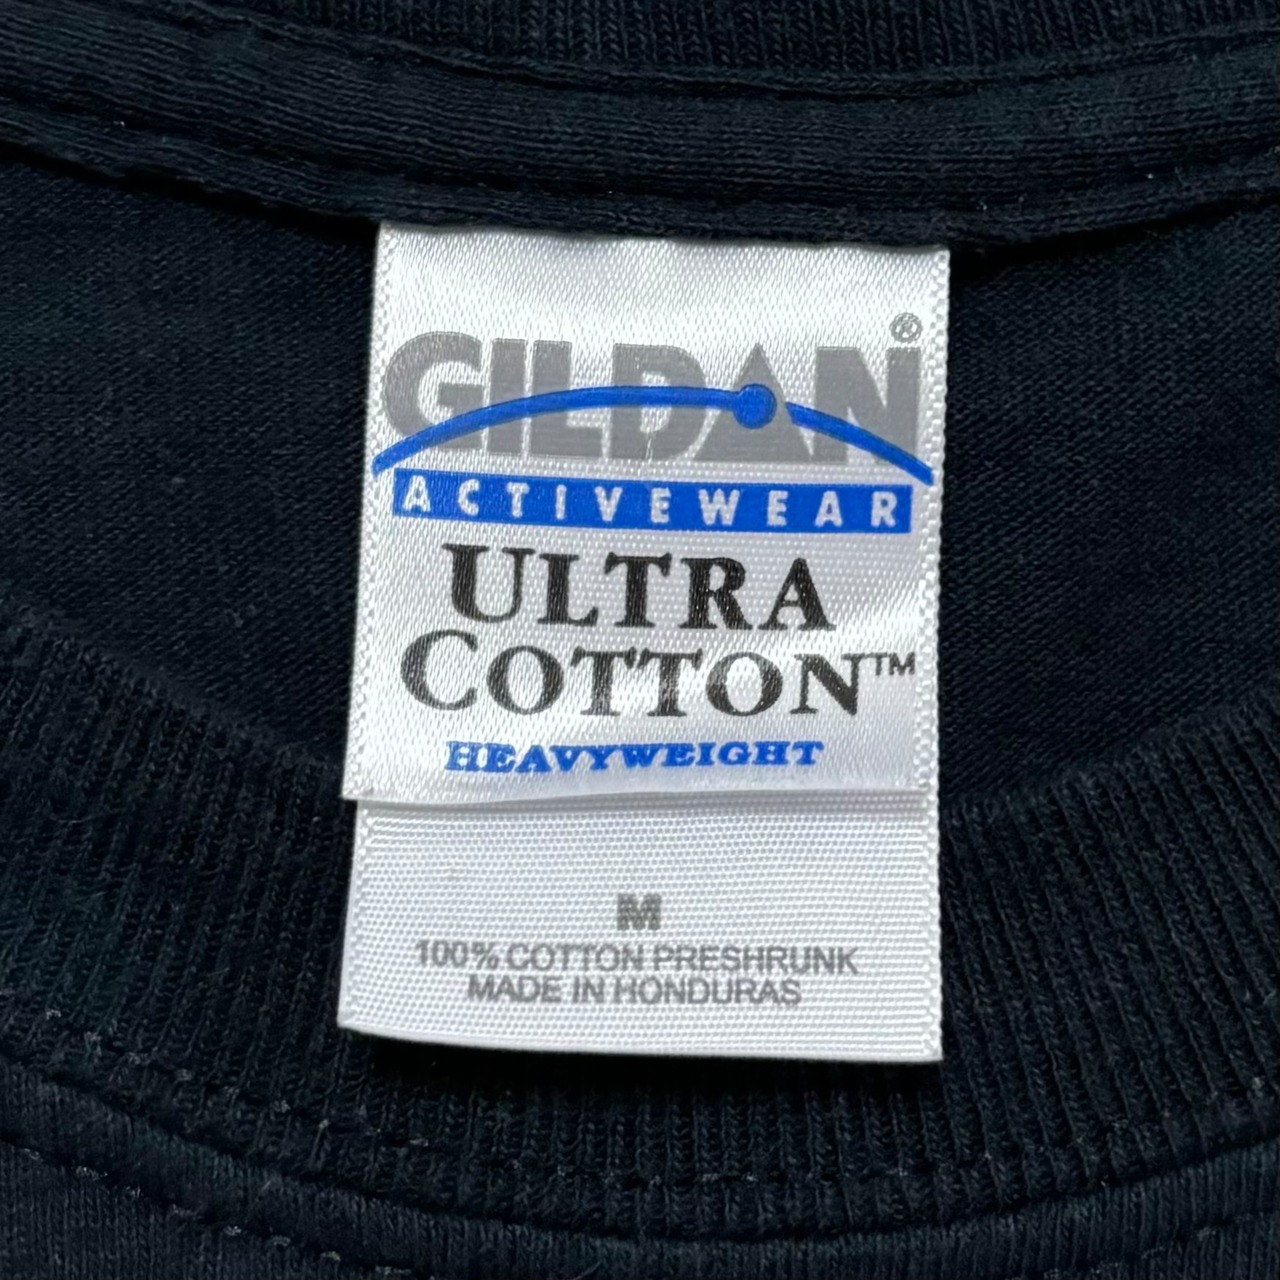 GILDAN®
ACTIVEWEAR
ULTRA
COTTON™
HEAVYWEIGHT
M
100% COTTON PRESHRUNK
MADE IN HONDURAS